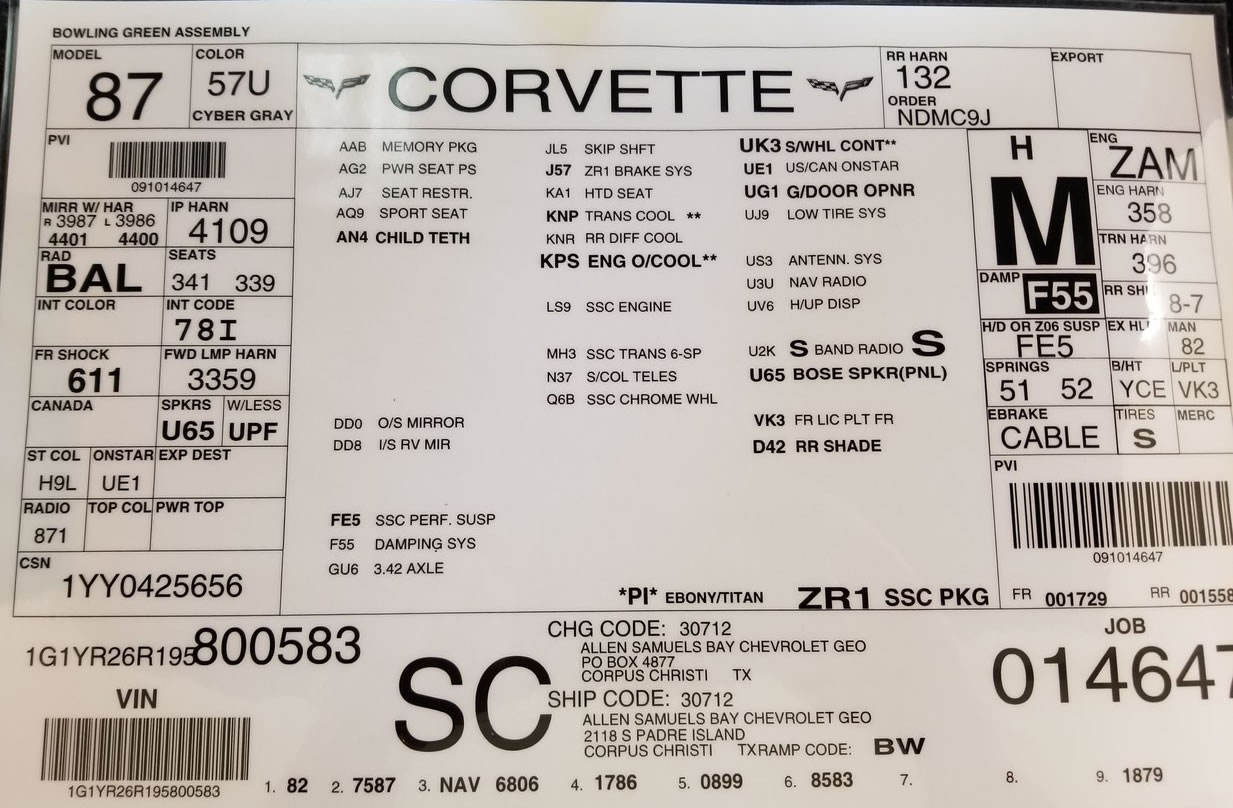 BOWLING GREEN ASSEMBLY
MODEL
87
COLOR
57U
CYBER GRAY
CORVETTE
RR HARN
132
ORDER
NDMC9J
EXPORT
PVI
091014647
MIRR W/ HAR
R 3987 L 3986
4401 4400
IP HARN
4109
RAD
BAL
SEATS
341 339
INT COLOR
INT CODE
78I
FR SHOCK
611
FWD LMP HARN
3359
CANADA
SPKRS
U65
W/LESS
UPF
ST COL
H9L
ONSTAR
UE1
EXP DEST
RADIO
871
TOP COL
PWR TOP
CSN
1YY0425656
AAB MEMORY PKG
AG2 PWR SEAT PS
AJ7 SEAT RESTR.
AQ9 SPORT SEAT
AN4 CHILD TETH
DD0 O/S MIRROR
DD8 I/S RV MIR
FE5 SSC PERF. SUSP
F55 DAMPING SYS
GU6 3.42 AXLE
JL5 SKIP SHFT
J57 ZR1 BRAKE SYS
KA1 HTD SEAT
KNP TRANS COOL **
KNR RR DIFF COOL
KPS ENG O/COOL**
LS9 SSC ENGINE
MH3 SSC TRANS 6-SP
N37 S/COL TELES
Q6B SSC CHROME WHL
UK3 S/WHL CONT**
UE1 US/CAN ONSTAR
UG1 G/DOOR OPNR
UJ9 LOW TIRE SYS
US3 ANTENN. SYS
U3U NAV RADIO
UV6 H/UP DISP
U2K S BAND RADIO S
U65 BOSE SPKR(PNL)
VK3 FR LIC PLT FR
D42 RR SHADE
*PI* EBONY/TITAN ZR1 SSC PKG
H
M
ENG
ZAM
ENG HARN
358
TRN HARN
396
DAMP
F55
RR SH
8-7
H/D OR Z06 SUSP
FE5
EX HL
MAN
82
SPRINGS
51 52
B/HT
YCE
L/PLT
VK3
EBRAKE
CABLE
TIRES
S
MERC
PVI
091014647
FR 001729 RR 001558
1G1YR26R195800583
VIN
1G1YR26R195800583
SC
CHG CODE: 30712
ALLEN SAMUELS BAY CHEVROLET GEO
PO BOX 4877
CORPUS CHRISTI TX
SHIP CODE: 30712
ALLEN SAMUELS BAY CHEVROLET GEO
2118 S PADRE ISLAND
CORPUS CHRISTI TX RAMP CODE: BW
JOB
014647
1. 82 2. 7587 3. NAV 6806 4. 1786 5. 0899 6. 8583 7. 8. 9. 1879